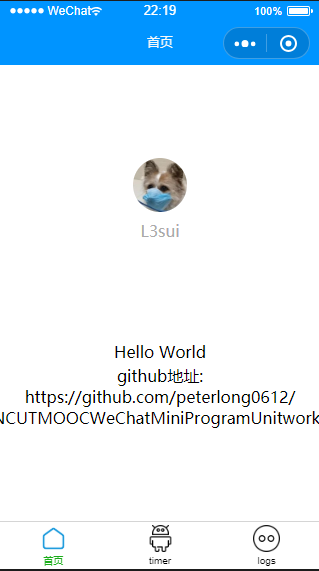 WeChat 22:19 100%
首页
L3sui
Hello World
github地址:
https://github.com/peterlong0612/
NCUTMOOCWeChatMiniProgramUnitwork
首页 timer logs